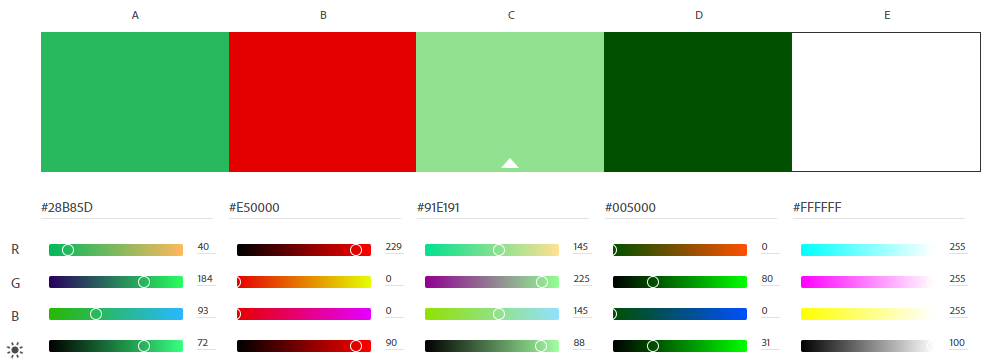 A B C D E
#28B85D #E50000 #91E191 #005000 #FFFFFF
R 40 229 145 0 255
G 184 0 225 80 255
B 93 0 145 0 255
72 90 88 31 100